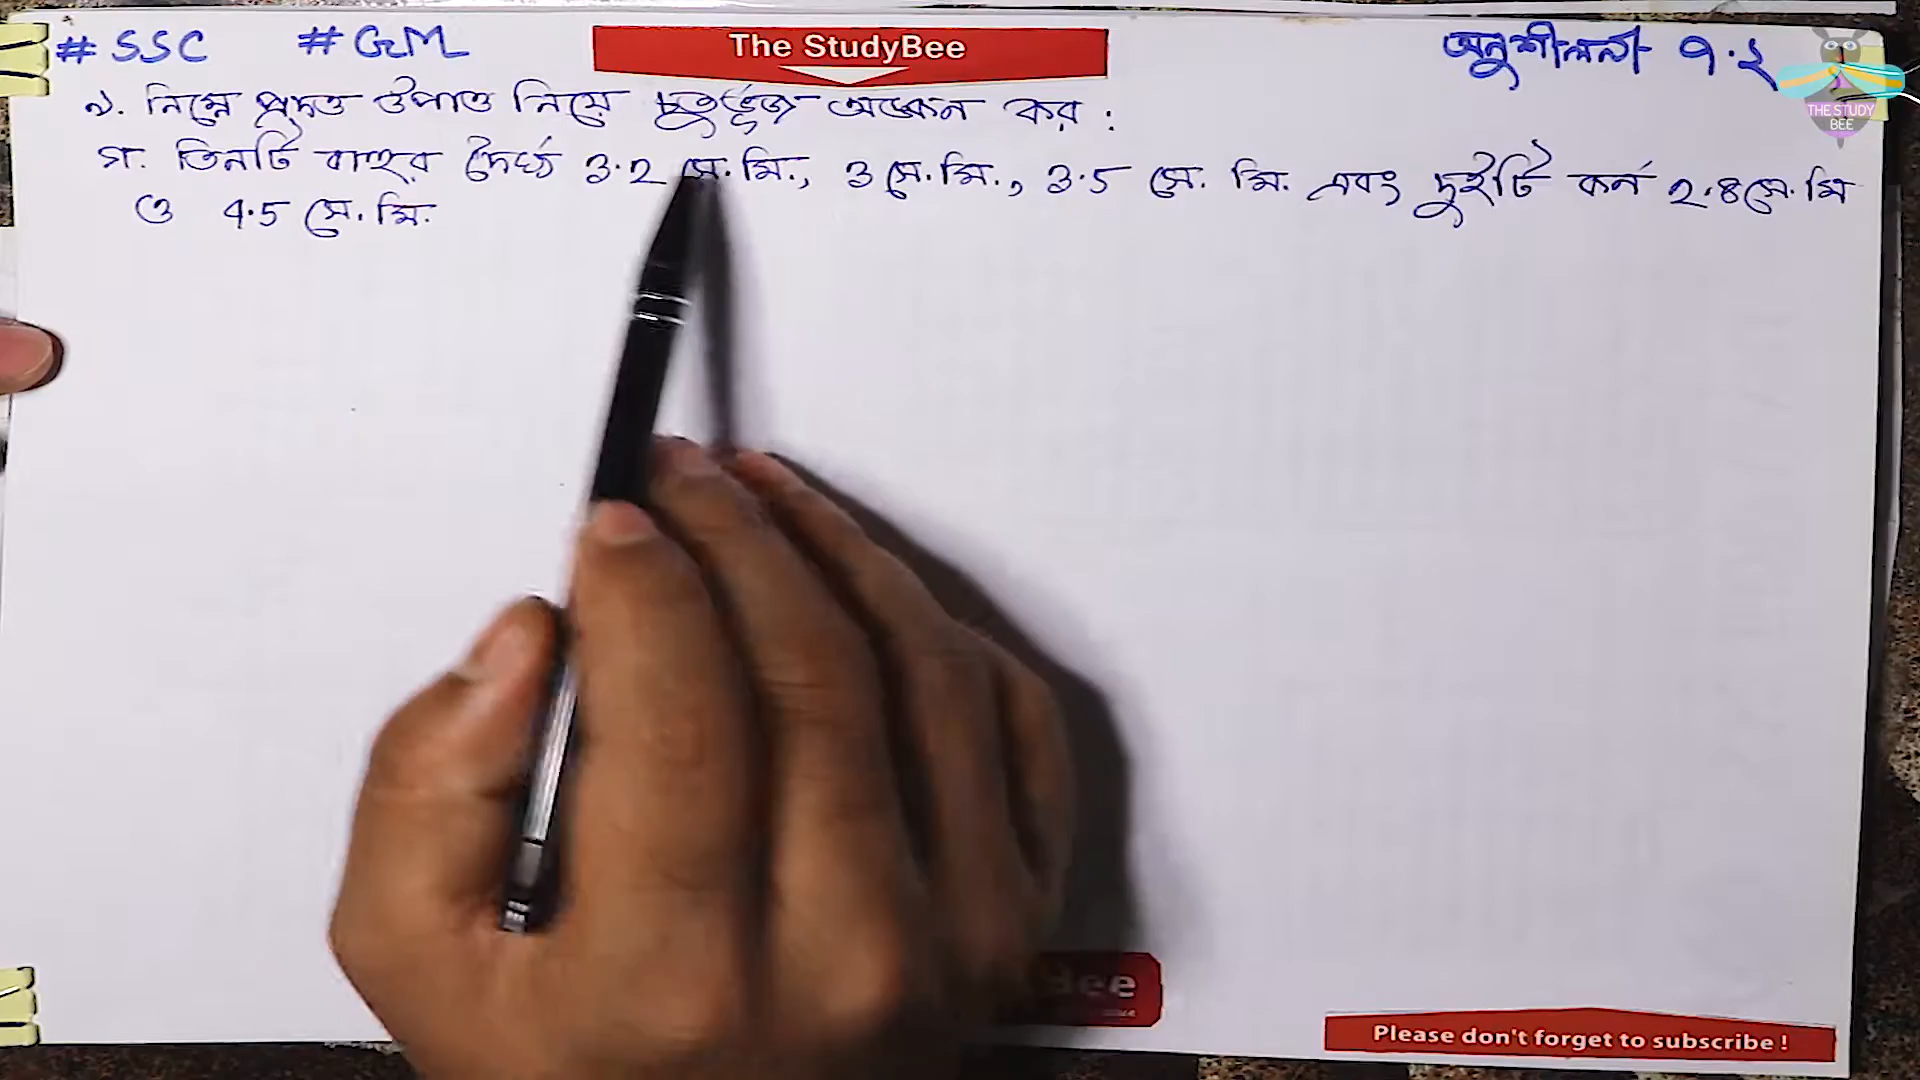 # SSC # GM The StudyBee অনুশীলনী ৭.২
THE STUDY
BEE
১. নিম্নে প্রদত্ত উপাত্ত নিয়ে চতুর্ভুজ অঙ্কন কর :
গ. তিনটি বাহুর দৈর্ঘ্য 3.2 সে.মি., 3 সে.মি., 3.5 সে. মি. এবং দুইটি কর্ন 2.8 সে.মি
ও 4.5 সে.মি.
Please don't forget to subscribe !